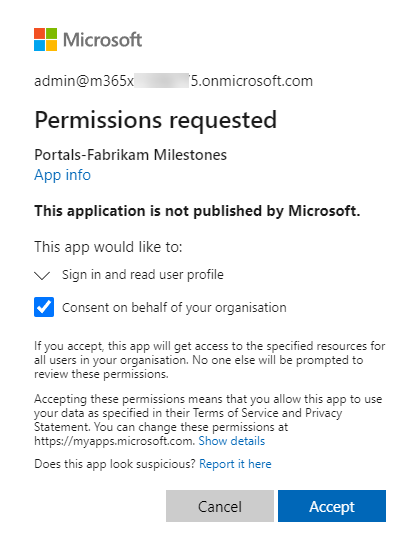 Microsoft
admin@m365x 5.onmicrosoft.com
Permissions requested
Portals-Fabrikam Milestones
App info
This application is not published by Microsoft.
This app would like to:
Sign in and read user profile
Consent on behalf of your organisation
If you accept, this app will get access to the specified resources for
all users in your organisation. No one else will be prompted to
review these permissions.
Accepting these permissions means that you allow this app to use
your data as specified in their Terms of Service and Privacy
Statement. You can change these permissions at
https://myapps.microsoft.com. Show details
Does this app look suspicious? Report it here
Cancel
Accept